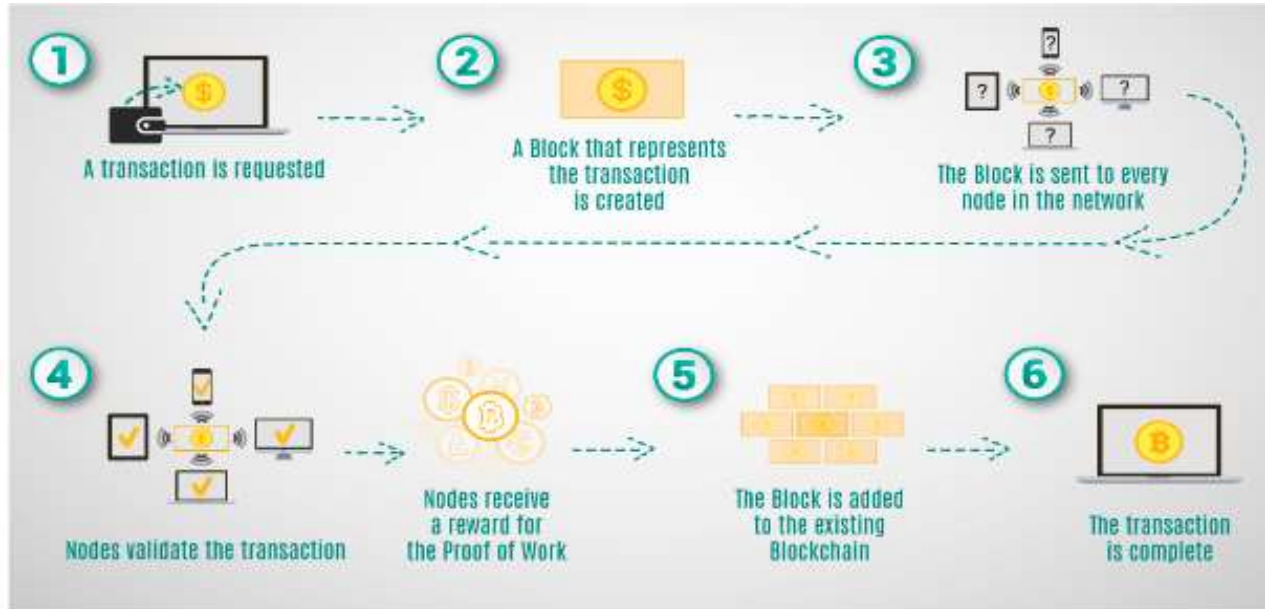 1
A transaction is requested
2
A Block that represents
the transaction
is created
3
$
$
?
?
?
?
$
The Block is sent to every
node in the network
4
Nodes validate the transaction
Nodes receive
a reward for
the Proof of Work
5
The Block is added
to the existing
Blockchain
6
The transaction
is complete